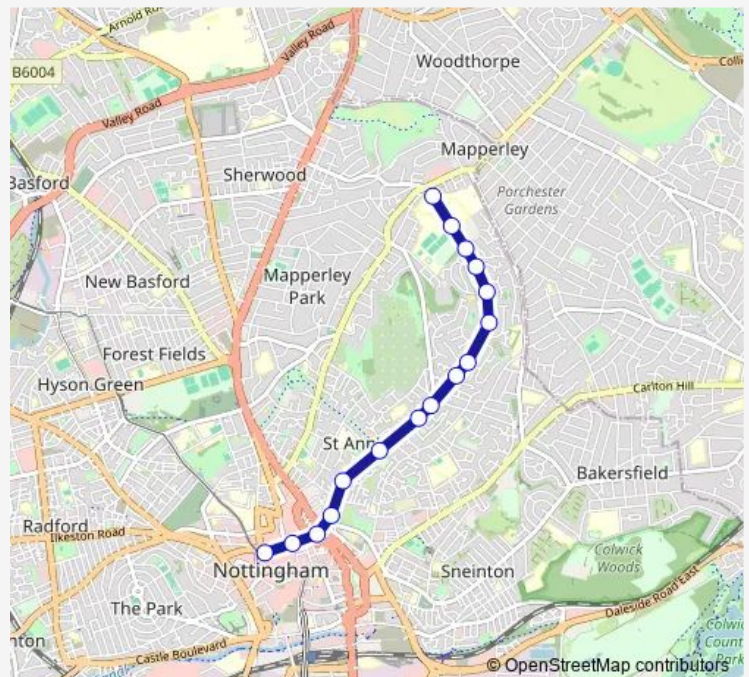 Arnold
Valley Road
Woodthorpe
B6004
Valley Road
Mapperley
Basford
Sherwood
Porchester
Gardens
New Basford
Mapperley
Park
Forest Fields
Hyson Green
Carlton Hill
St Ann
Bakersfield
Radford
Ilkeston Road
Nottingham
Sneinton
Colwick
Woods
The Park
Daleside Road East
Castle Boulevard
© OpenStreetMap contributors